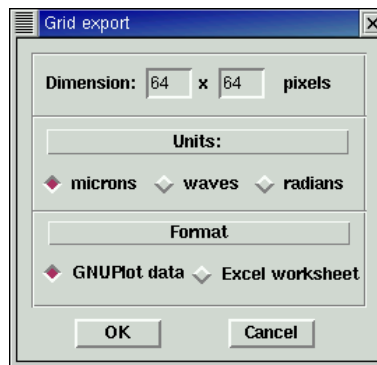 Grid export
Dimension: 64 x 64 pixels
Units:
microns waves radians
Format
GNUPlot data Excel worksheet
OK Cancel